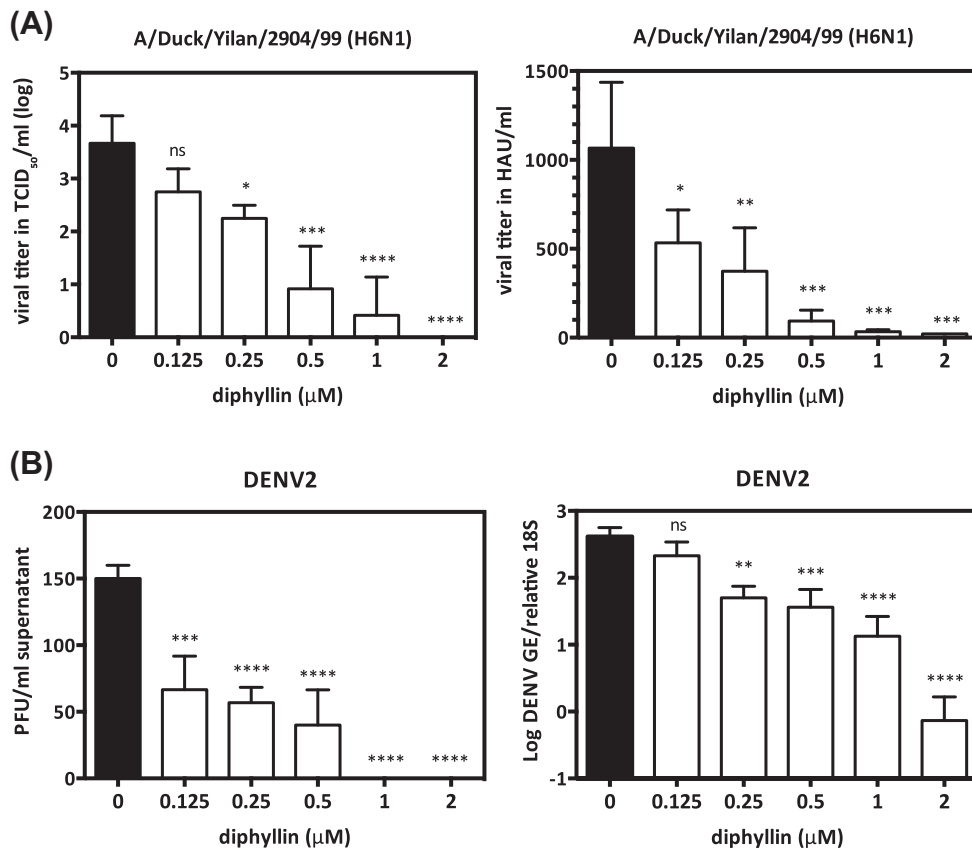 (A)
A/Duck/Yilan/2904/99 (H6N1)
viral titer in TCID50/ml (log)
5
4
3
2
1
0
ns
*
***
****
****
0 0.125 0.25 0.5 1 2
diphyllin (μM)
A/Duck/Yilan/2904/99 (H6N1)
viral titer in HAU/ml
1500
1000
500
0
*
**
***
***
***
0 0.125 0.25 0.5 1 2
diphyllin (μM)
(B)
DENV2
PFU/ml supernatant
200
150
100
50
0
***
****
****
****
****
0 0.125 0.25 0.5 1 2
diphyllin (μM)
DENV2
Log DENV GE/relative 18S
3
2
1
0
-1
ns
**
***
****
****
0 0.125 0.25 0.5 1 2
diphyllin (μM)